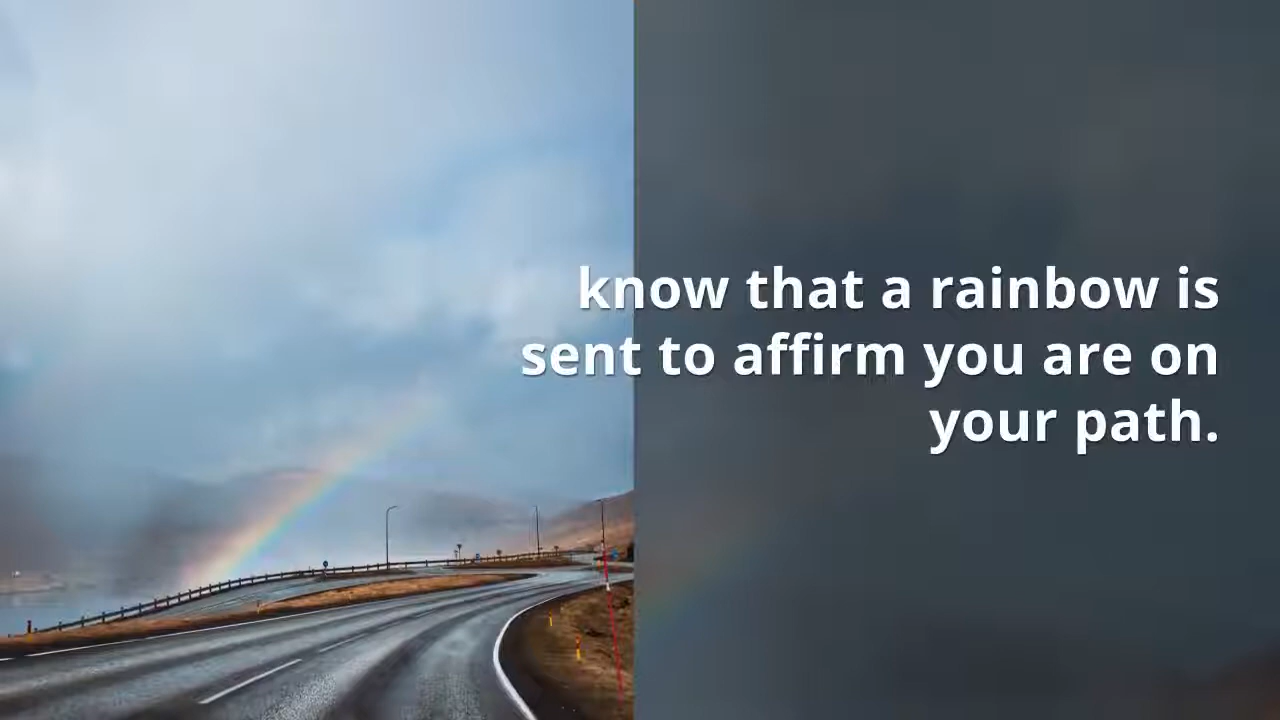 know that a rainbow is
sent to affirm you are on
your path.